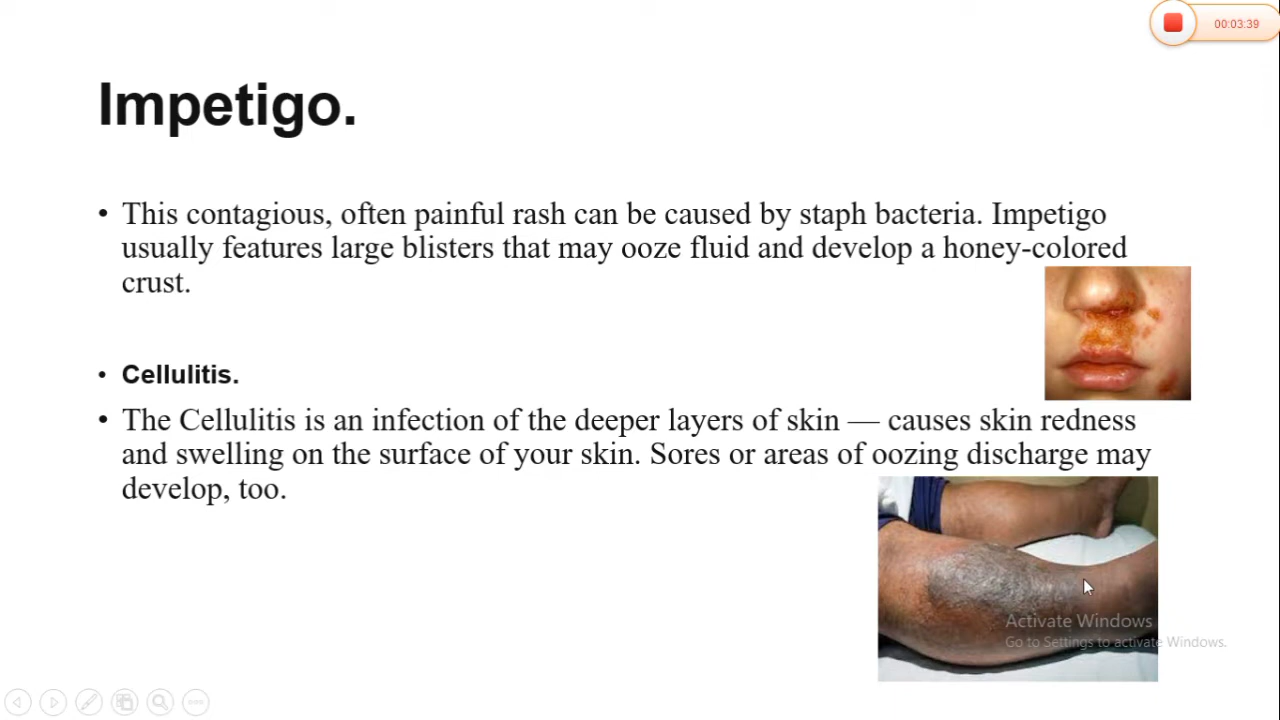 00:03:39
Impetigo.
• This contagious, often painful rash can be caused by staph bacteria. Impetigo
usually features large blisters that may ooze fluid and develop a honey-colored
crust.
• Cellulitis.
• The Cellulitis is an infection of the deeper layers of skin — causes skin redness
and swelling on the surface of your skin. Sores or areas of oozing discharge may
develop, too.
Activate Windows
Go to Settings to activate Windows.